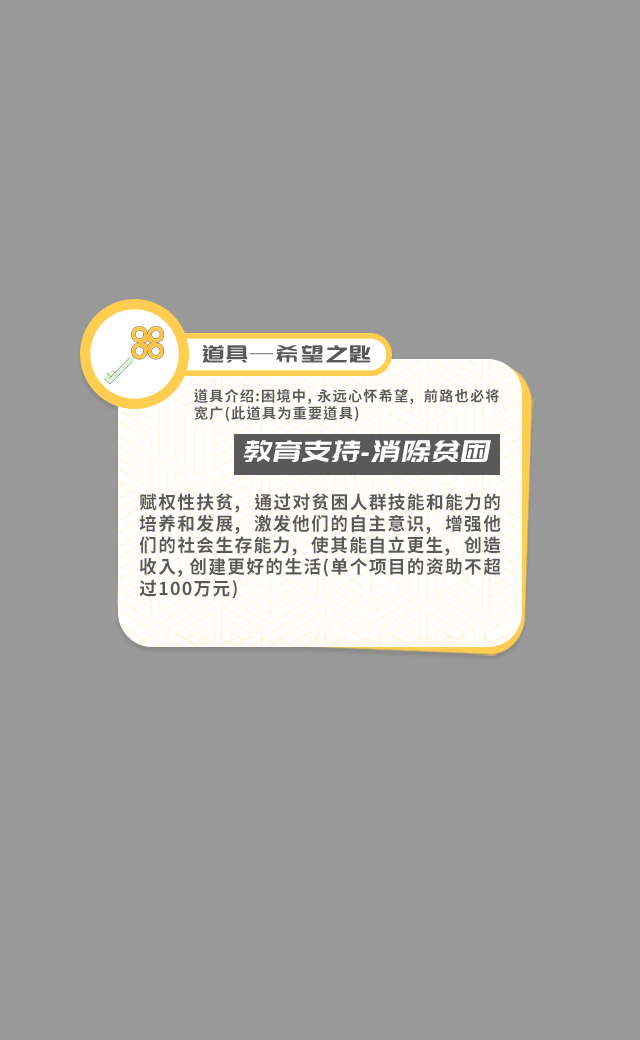 道具—希望之匙
道具介绍:困境中,永远心怀希望，前路也必将
宽广(此道具为重要道具)
教育支持-消除贫困
赋权性扶贫，通过对贫困人群技能和能力的
培养和发展，激发他们的自主意识，增强他
们的社会生存能力，使其能自立更生，创造
收入,创建更好的生活(单个项目的资助不超
过100万元)